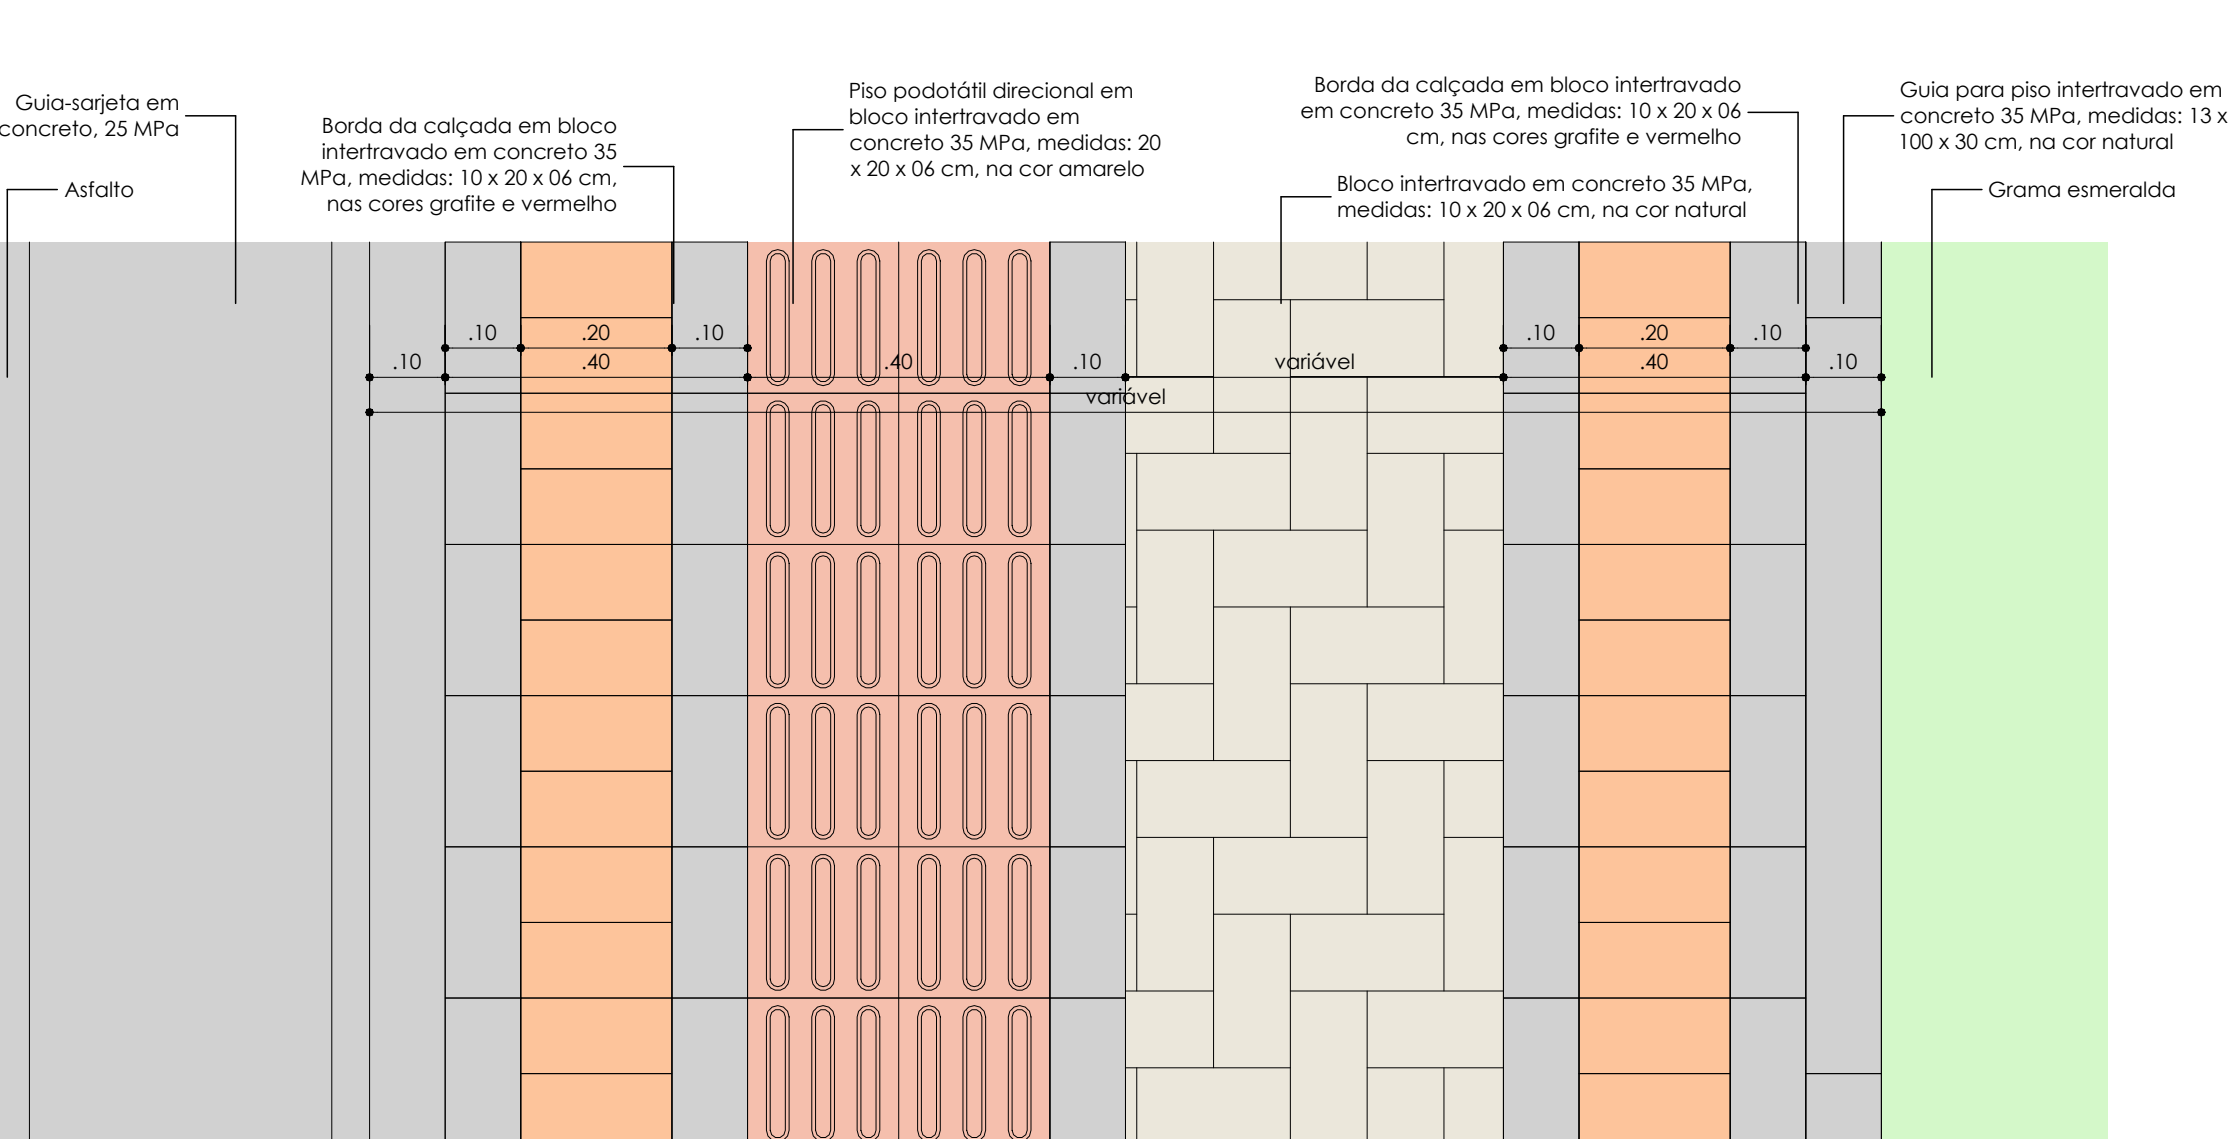 Guia-sarjeta em
concreto, 25 MPa
Asfalto
Borda da calçada em bloco
intertravado em concreto 35
MPa, medidas: 10 x 20 x 06 cm,
nas cores grafite e vermelho
Piso podotátil direcional em
bloco intertravado em
concreto 35 MPa, medidas: 20
x 20 x 06 cm, na cor amarelo
Borda da calçada em bloco intertravado
em concreto 35 MPa, medidas: 10 x 20 x 06
cm, nas cores grafite e vermelho
Bloco intertravado em concreto 35 MPa,
medidas: 10 x 20 x 06 cm, na cor natural
Guia para piso intertravado em
concreto 35 MPa, medidas: 13 x
100 x 30 cm, na cor natural
Grama esmeralda
.10 .20 .10 .10 .20 .10
.10 .40 .40 .10 variável .40 .10
variável